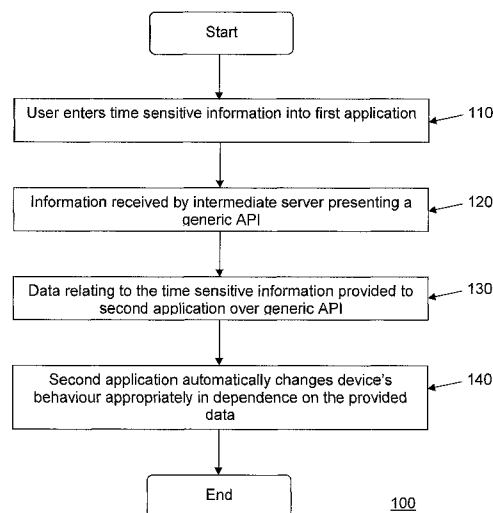 Start
User enters time sensitive information into first application
110
Information received by intermediate server presenting a
generic API
120
Data relating to the time sensitive information provided to
second application over generic API
130
Second application automatically changes device's
behaviour appropriately in dependence on the provided
data
140
End
100